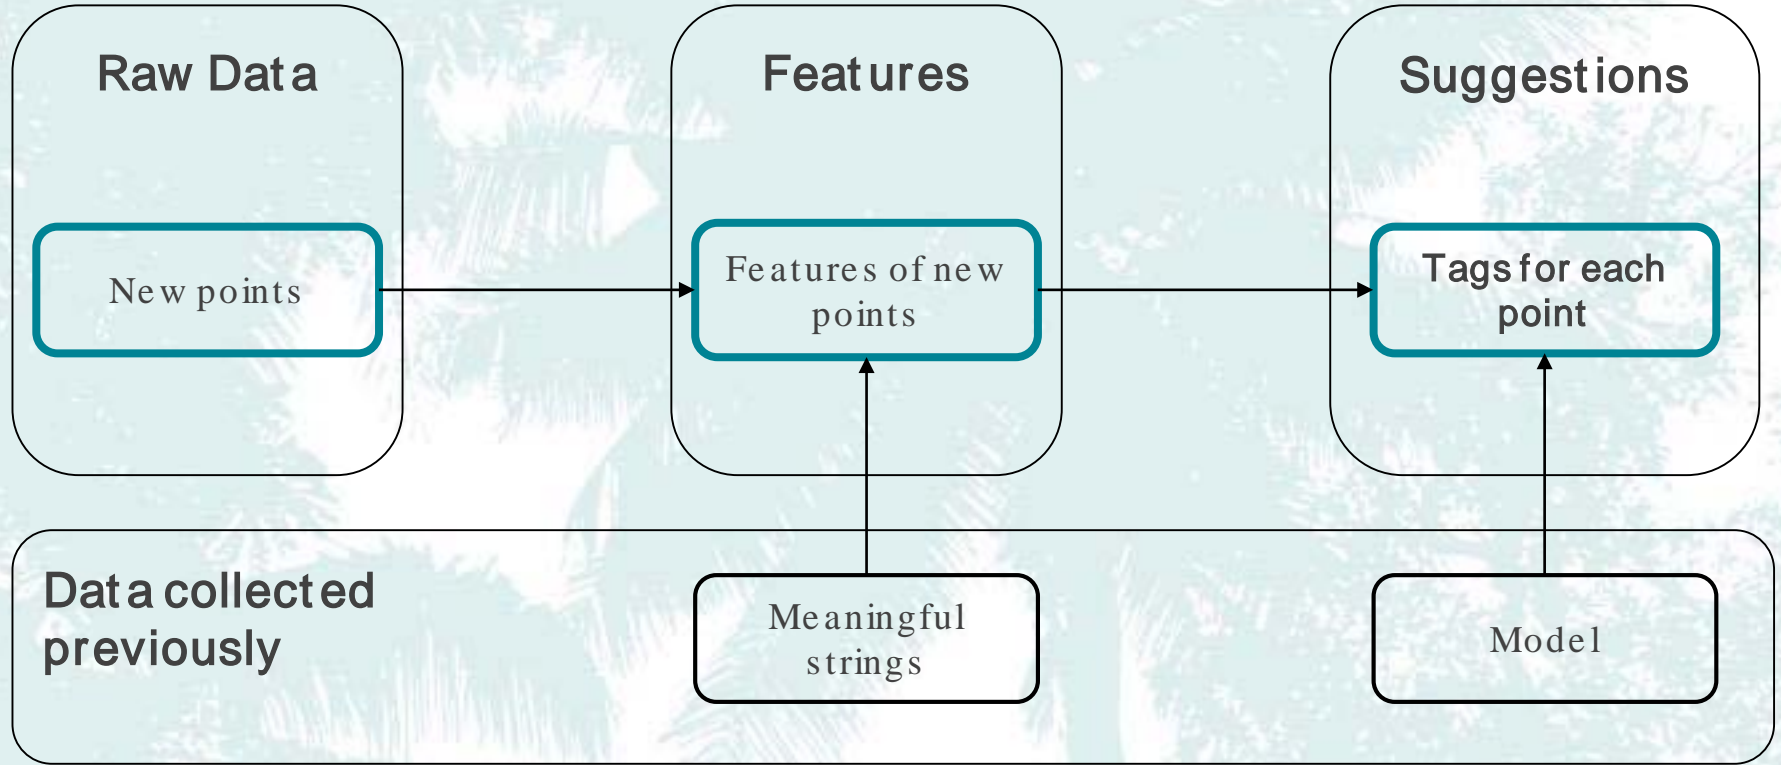 Raw Data
Features
Suggestions
New points
Features of new
points
Tags for each
point
Data collected
previously
Meaningful
strings
Model